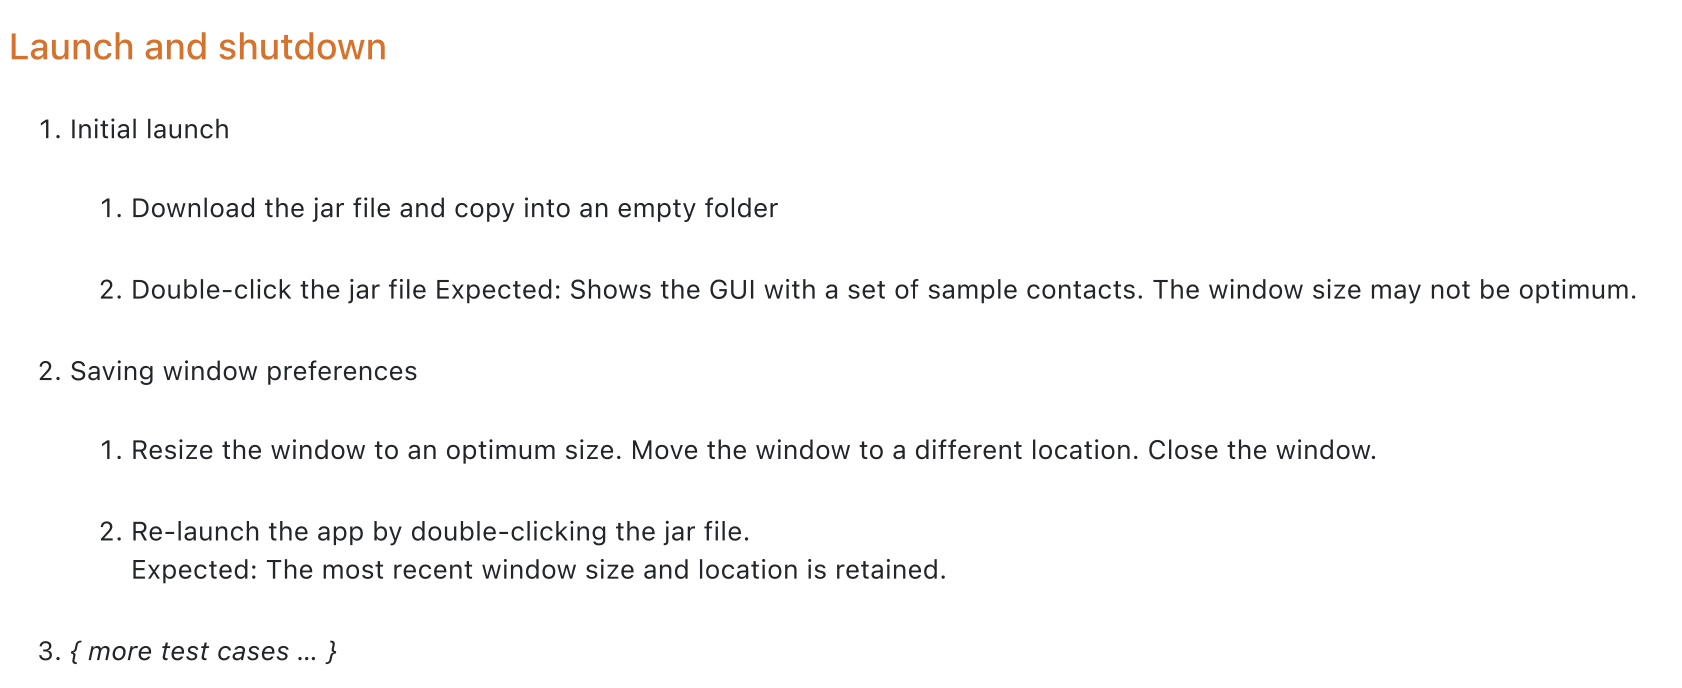 Launch and shutdown
1. Initial launch
1. Download the jar file and copy into an empty folder
2. Double-click the jar file Expected: Shows the GUI with a set of sample contacts. The window size may not be optimum.
2. Saving window preferences
1. Resize the window to an optimum size. Move the window to a different location. Close the window.
2. Re-launch the app by double-clicking the jar file.
Expected: The most recent window size and location is retained.
3. { more test cases … }